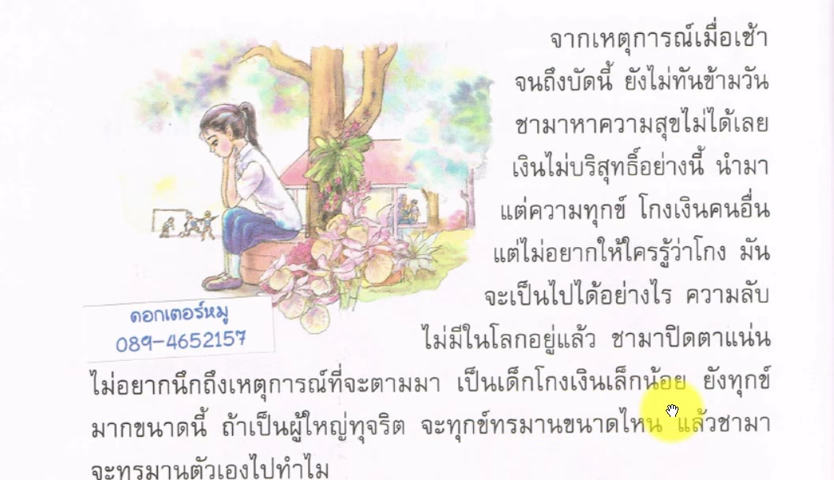 จากเหตุการณ์เมื่อเช้า
จนถึงบัดนี้ ยังไม่ทันข้ามวัน
ชามาหาความสุขไม่ได้เลย
เงินไม่บริสุทธิ์อย่างนี้ นำมา
แต่ความทุกข์ โกงเงินคนอื่น
แต่ไม่อยากให้ใครรู้ว่าโกง มัน
จะเป็นไปได้อย่างไร ความลับ
ไม่มีในโลกอยู่แล้ว ชามาปิดตาแน่น
ไม่อยากนึกถึงเหตุการณ์ที่จะตามมา เป็นเด็กโกงเงินเล็กน้อย ยังทุกข์
มากขนาดนี้ ถ้าเป็นผู้ใหญ่ทุจริต จะทุกข์ทรมานขนาดไหน แล้วชามา
จะทรมานตัวเองไปทำไม
ดอกเตอร์หมู
089-4652157